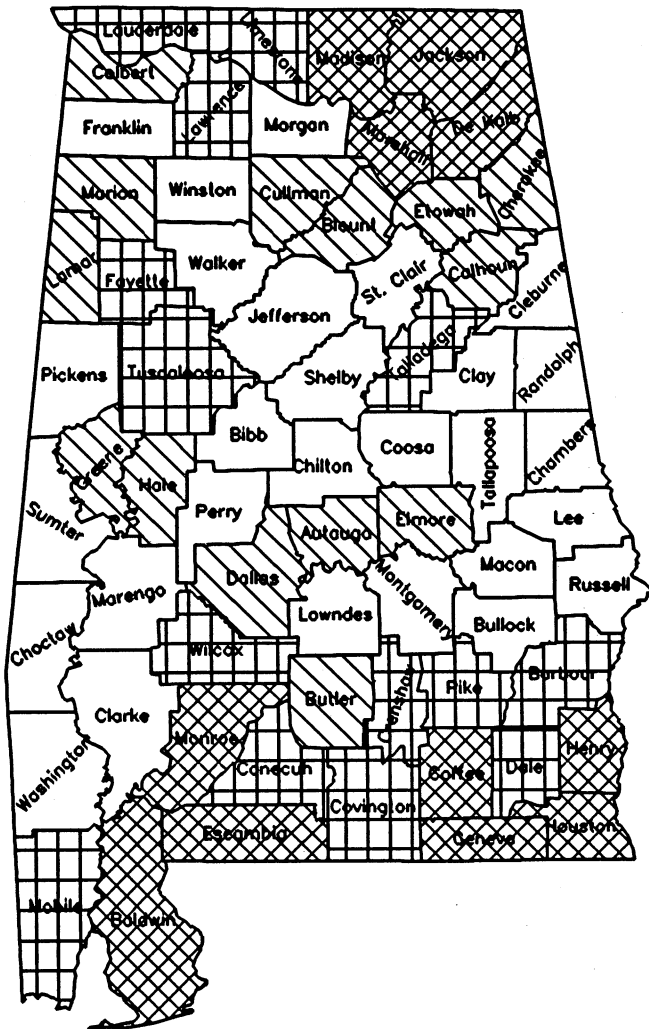 Lauderdale
Limestone
Madison
Jackson
Colbert
Lawrence
Franklin
Morgan
Marshall
De Kalb
Cherokee
Marion
Winston
Cullman
Blount
Etowah
Lamar
Fayette
Walker
St. Clair
Calhoun
Cleburne
Jefferson
Talladega
Pickens
Tuscaloosa
Shelby
Clay
Randolph
Bibb
Chilton
Coosa
Tallapoosa
Chambers
Greene
Hale
Sumter
Perry
Autauga
Elmore
Lee
Macon
Russell
Marengo
Dallas
Lowndes
Montgomery
Bullock
Choctaw
Wilcox
Butler
Crenshaw
Pike
Barbour
Clarke
Monroe
Conecuh
Covington
Coffee
Dale
Henry
Washington
Escambia
Geneva
Houston
Mobile
Baldwin